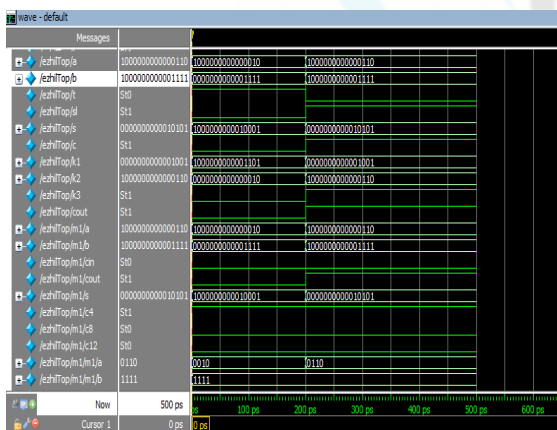 wave - default
Messages
/ezhilTop/a 1000000000000110 1000000000000010 1000000000000110
/ezhilTop/b 1000000000001111 0000000000001111 1000000000001111
/ezhilTop/t St0
/ezhilTop/sl St1
/ezhilTop/s 0000000000010101 1000000000010001 0000000000010101
/ezhilTop/c St1
/ezhilTop/k1 0000000000001001 1000000000001101 0000000000001001
/ezhilTop/k2 1000000000000110 0000000000000010 1000000000000110
/ezhilTop/k3 St1
/ezhilTop/cout St1
/ezhilTop/m1/a 1000000000000110 1000000000000010 1000000000000110
/ezhilTop/m1/b 1000000000001111 0000000000001111 1000000000001111
/ezhilTop/m1/cin St0
/ezhilTop/m1/cout St1
/ezhilTop/m1/s 0000000000010101 1000000000010001 0000000000010101
/ezhilTop/m1/c4 St1
/ezhilTop/m1/c8 St0
/ezhilTop/m1/c12 St0
/ezhilTop/m1/m1/a 0110 0010 0110
/ezhilTop/m1/m1/b 1111 1111
Now 500 ps ps 100 ps 200 ps 300 ps 400 ps 500 ps 600 ps
Cursor 1 0 ps 0 ps